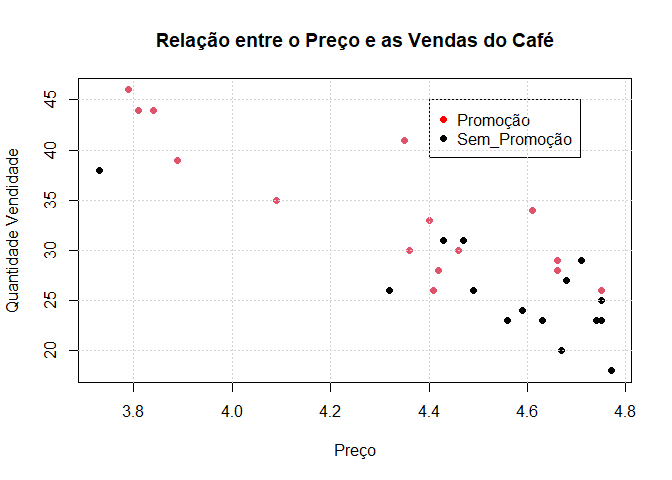 Relação entre o Preço e as Vendas do Café
Quantidade Vendidade
45
40
35
30
25
20
Promoção
Sem_Promoção
3.8 4.0 4.2 4.4 4.6 4.8
Preço